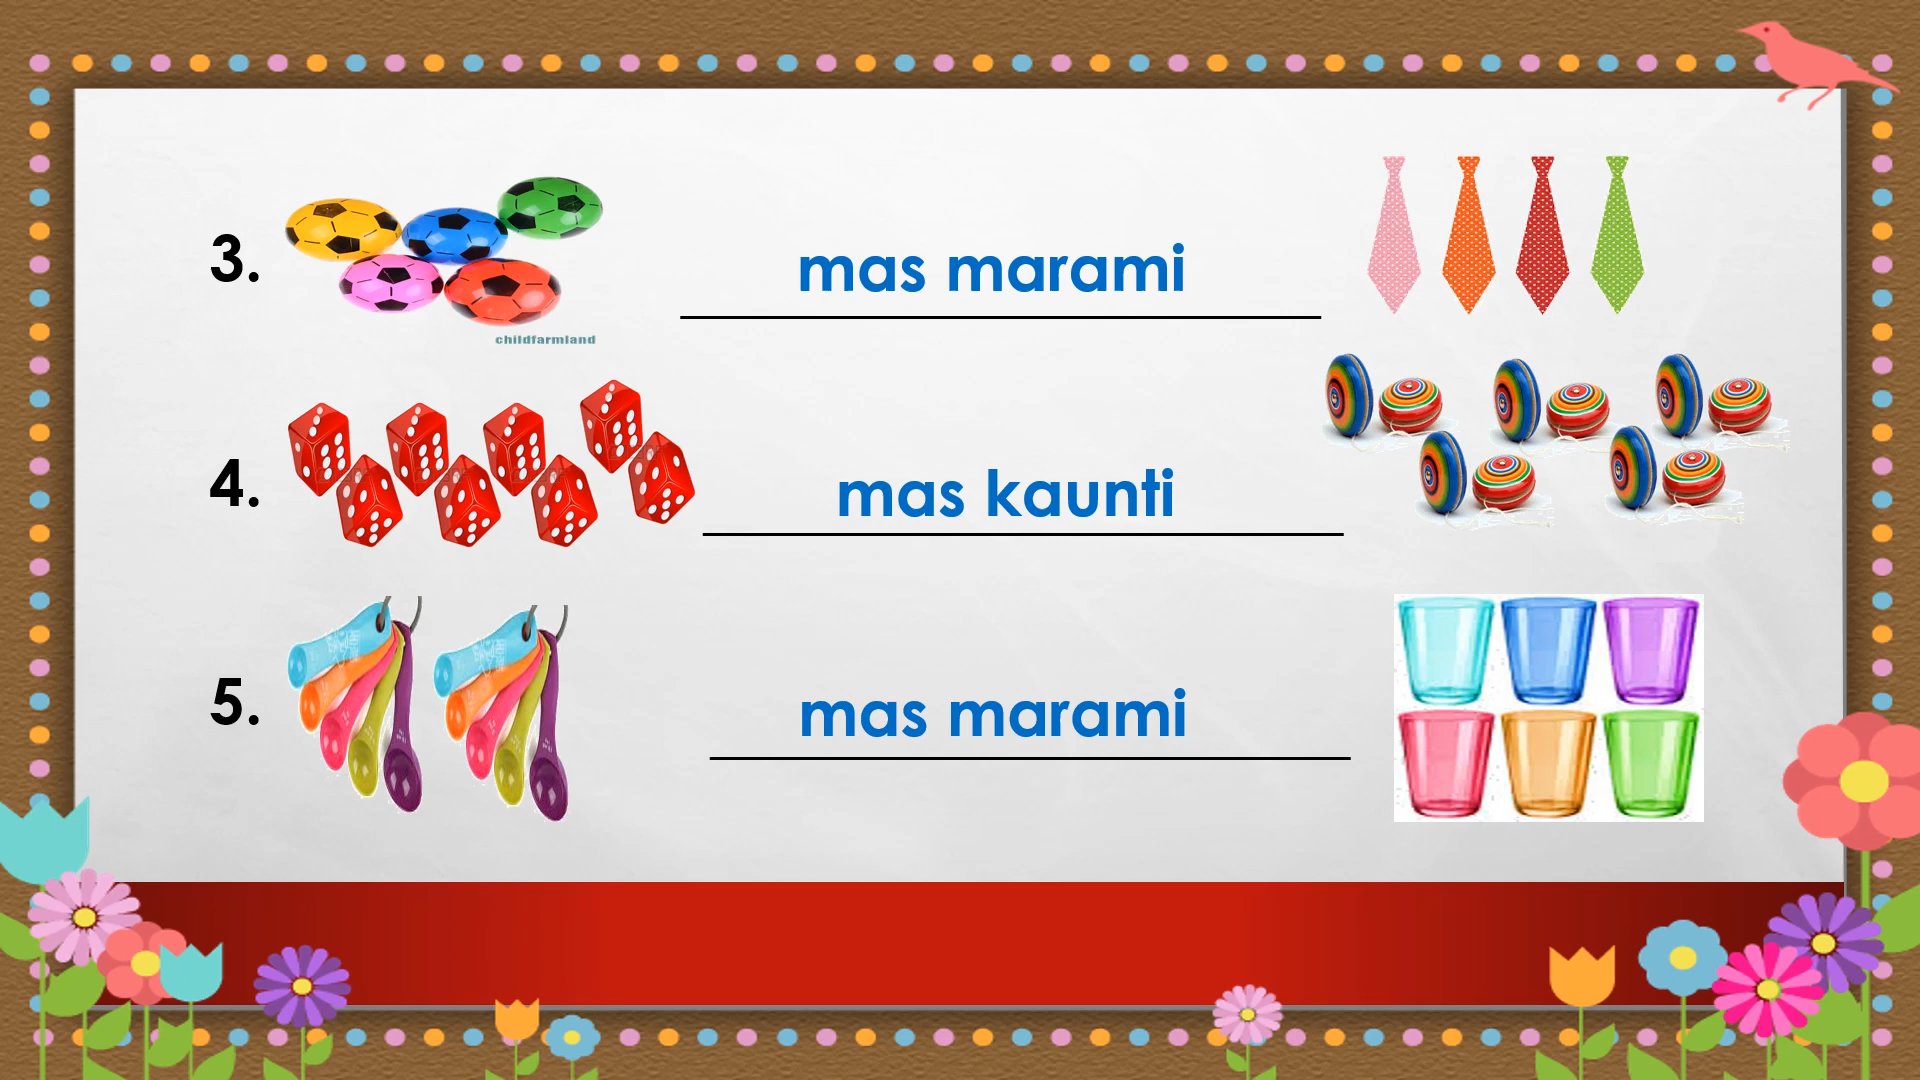 3.
childfarmland
mas marami
4.
mas kaunti
5.
mas marami